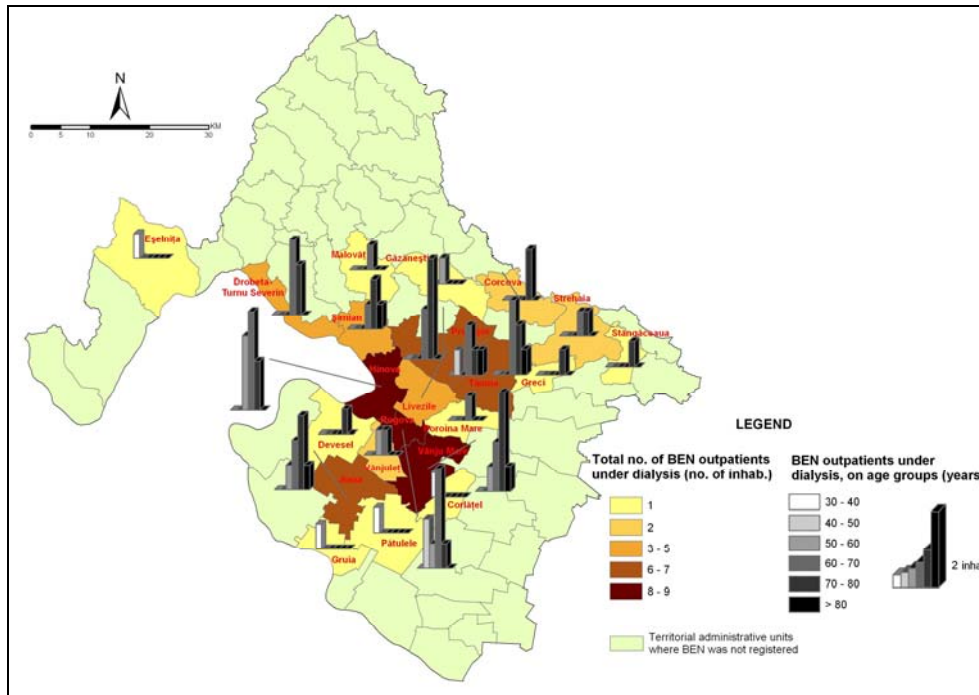 N
KM
0 5 10 20 30
Eşelniţa
Malovăţ
Găzăneşti
Drobeta-
Turnu Severin
Corcova
Strehaia
Şimian
Stângăceaua
Hinova
Tâmna
Greci
Livezile
Rogova
Poroina Mare
Devesel
Vânju Mare
Vânjuleţ
Corlăţel
Pătulele
Gruia
LEGEND
Total no. of BEN outpatients
under dialysis (no. of inhab.)
1
2
3 - 5
6 - 7
8 - 9
Territorial administrative units
where BEN was not registered
BEN outpatients under
dialysis, on age groups (years
30 - 40
40 - 50
50 - 60
60 - 70
70 - 80
> 80
2 inha